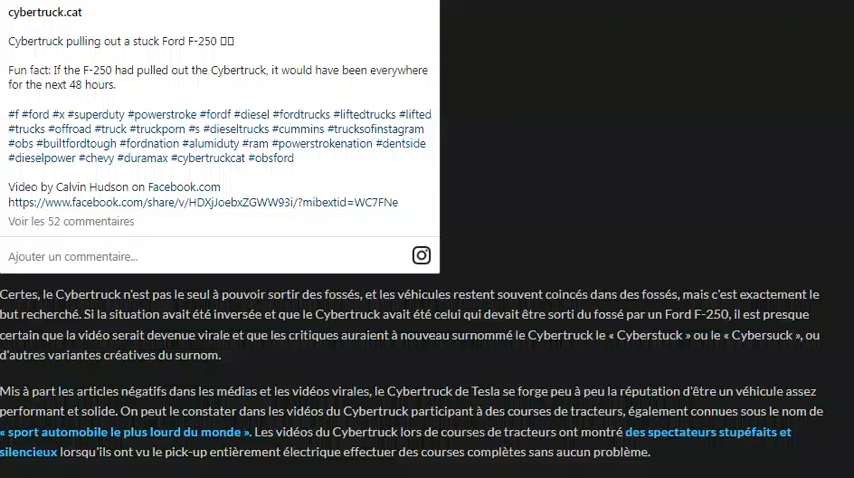 cybertruck.cat
Cybertruck pulling out a stuck Ford F-250
Fun fact: If the F-250 had pulled out the Cybertruck, it would have been everywhere
for the next 48 hours.
#f #ford #x #superduty #powerstroke #fordf #diesel #fordtrucks #liftedtrucks #lifted
#trucks #offroad #truck #truckporn #s #dieseltrucks #cummins #trucksofinstagram
#obs #builtfordtough #fordnation #alumiduty #ram #powerstrokenation #dentside
#dieselpower #chevy #duramax #cybertruckcat #obsford
Video by Calvin Hudson on Facebook.com
https://www.facebook.com/share/v/HDXjJoebxZGWW93i/?mibextid=WC7FNe
Voir les 52 commentaires
Ajouter un commentaire...
Certes, le Cybertruck n'est pas le seul à pouvoir sortir des fossés, et les véhicules restent souvent coincés dans des fossés, mais c'est exactement le
but recherché. Si la situation avait été inversée et que le Cybertruck avait été celui qui devait être sorti du fossé par un Ford F-250, il est presque
certain que la vidéo serait devenue virale et que les critiques auraient à nouveau surnommé le Cybertruck le « Cyberstuck » ou le « Cybersuck », ou
d'autres variantes créatives du surnom.
Mis à part les articles négatifs dans les médias et les vidéos virales, le Cybertruck de Tesla se forge peu à peu la réputation d'être un véhicule assez
performant et solide. On peut le constater dans les vidéos du Cybertruck participant à des courses de tracteurs, également connues sous le nom de
« sport automobile le plus lourd du monde ». Les vidéos du Cybertruck lors de courses de tracteurs ont montré des spectateurs stupéfaits et
silencieux lorsqu'ils ont vu le pick-up entièrement électrique effectuer des courses complètes sans aucun problème.